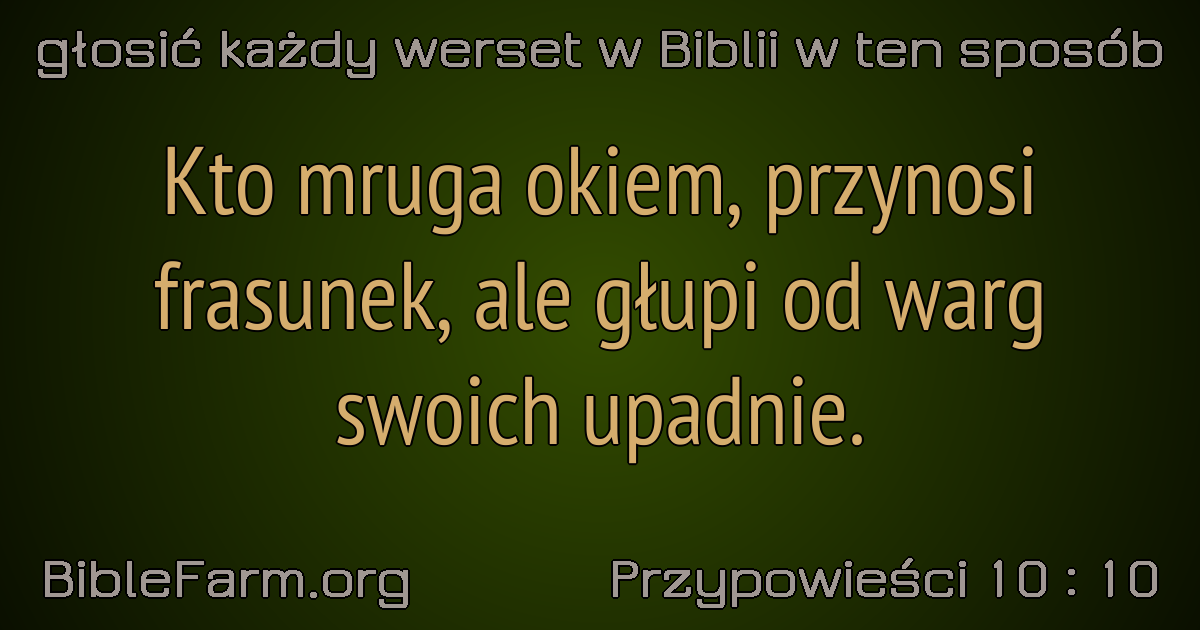 głosić każdy werset w Biblii w ten sposób
Kto mruga okiem, przynosi
frasunek, ale głupi od warg
swoich upadnie.
BibleFarm.org
Przypowieści 10 : 10